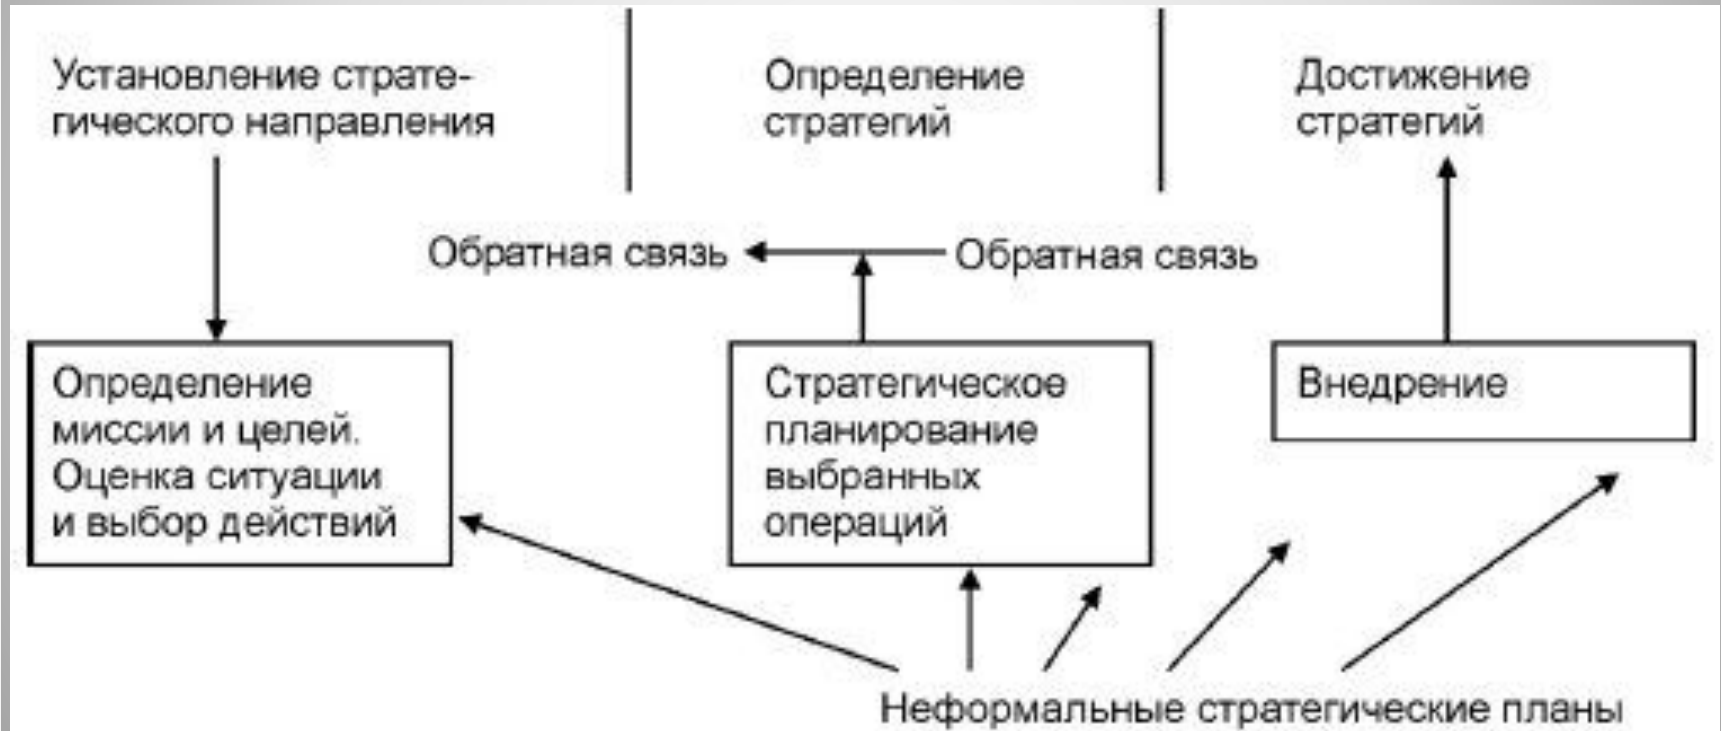 Установление страте-
гического направления
Определение
стратегий
Достижение
стратегий
Обратная связь
Обратная связь
Определение
миссии и целей.
Оценка ситуации
и выбор действий
Стратегическое
планирование
выбранных
операций
Внедрение
Неформальные стратегические планы